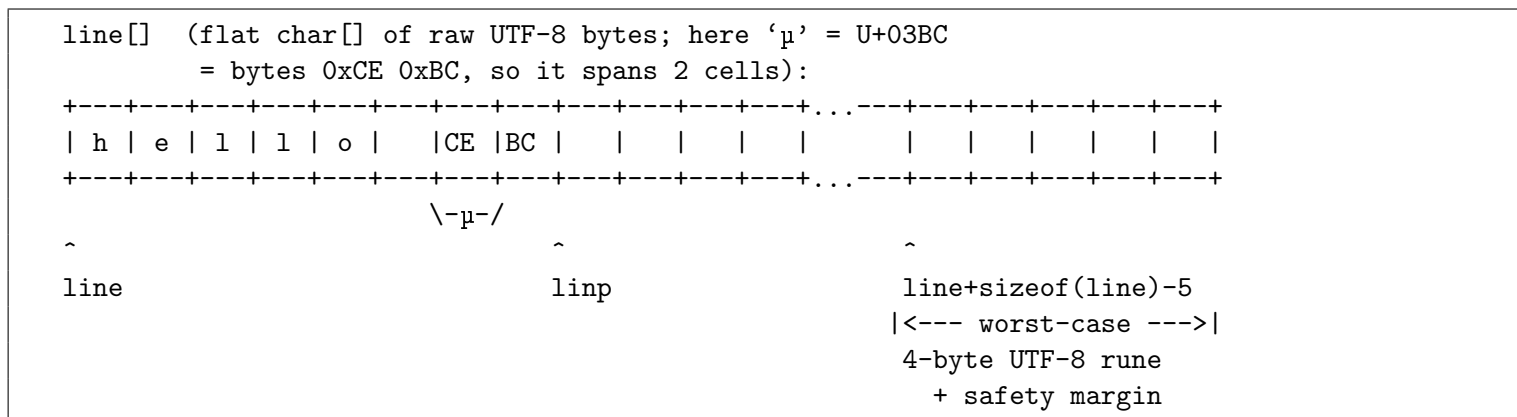 line[]  (flat char[] of raw UTF-8 bytes; here ‘μ’ = U+03BC
         = bytes 0xCE 0xBC, so it spans 2 cells):
+---+---+---+---+---+---+---+---+---+---+---+---+...---+---+---+---+---+---+
| h | e | l | l | o |   |CE |BC |   |   |   |   |      |   |   |   |   |   |
+---+---+---+---+---+---+---+---+---+---+---+---+...---+---+---+---+---+---+
                        \-μ-/
^                               ^                      ^
line                            linp                   line+sizeof(line)-5
                                                      |<--- worst-case --->|
                                                       4-byte UTF-8 rune
                                                         + safety margin